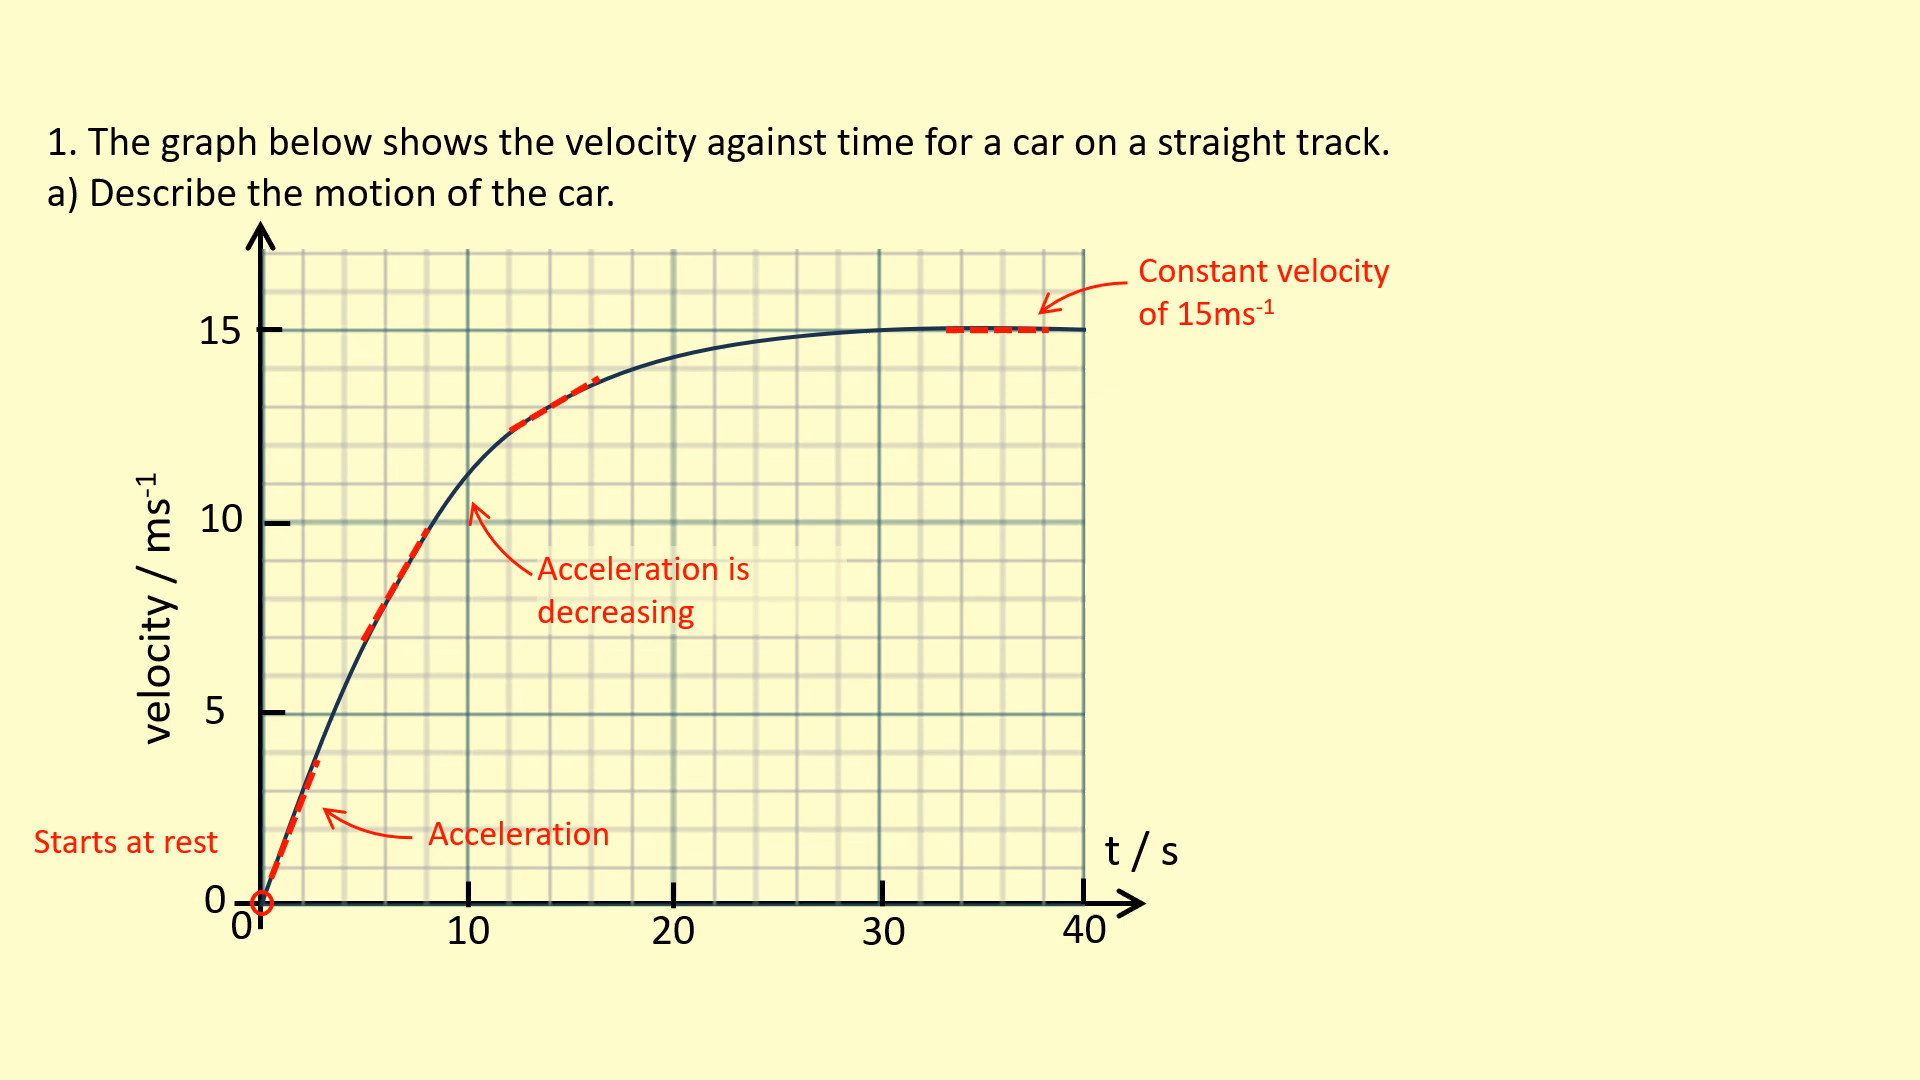 1. The graph below shows the velocity against time for a car on a straight track.
a) Describe the motion of the car.
Constant velocity
of 15ms⁻¹
15
velocity / ms⁻¹
10
Acceleration is
decreasing
5
Starts at rest
Acceleration
t / s
0
0
10
20
30
40